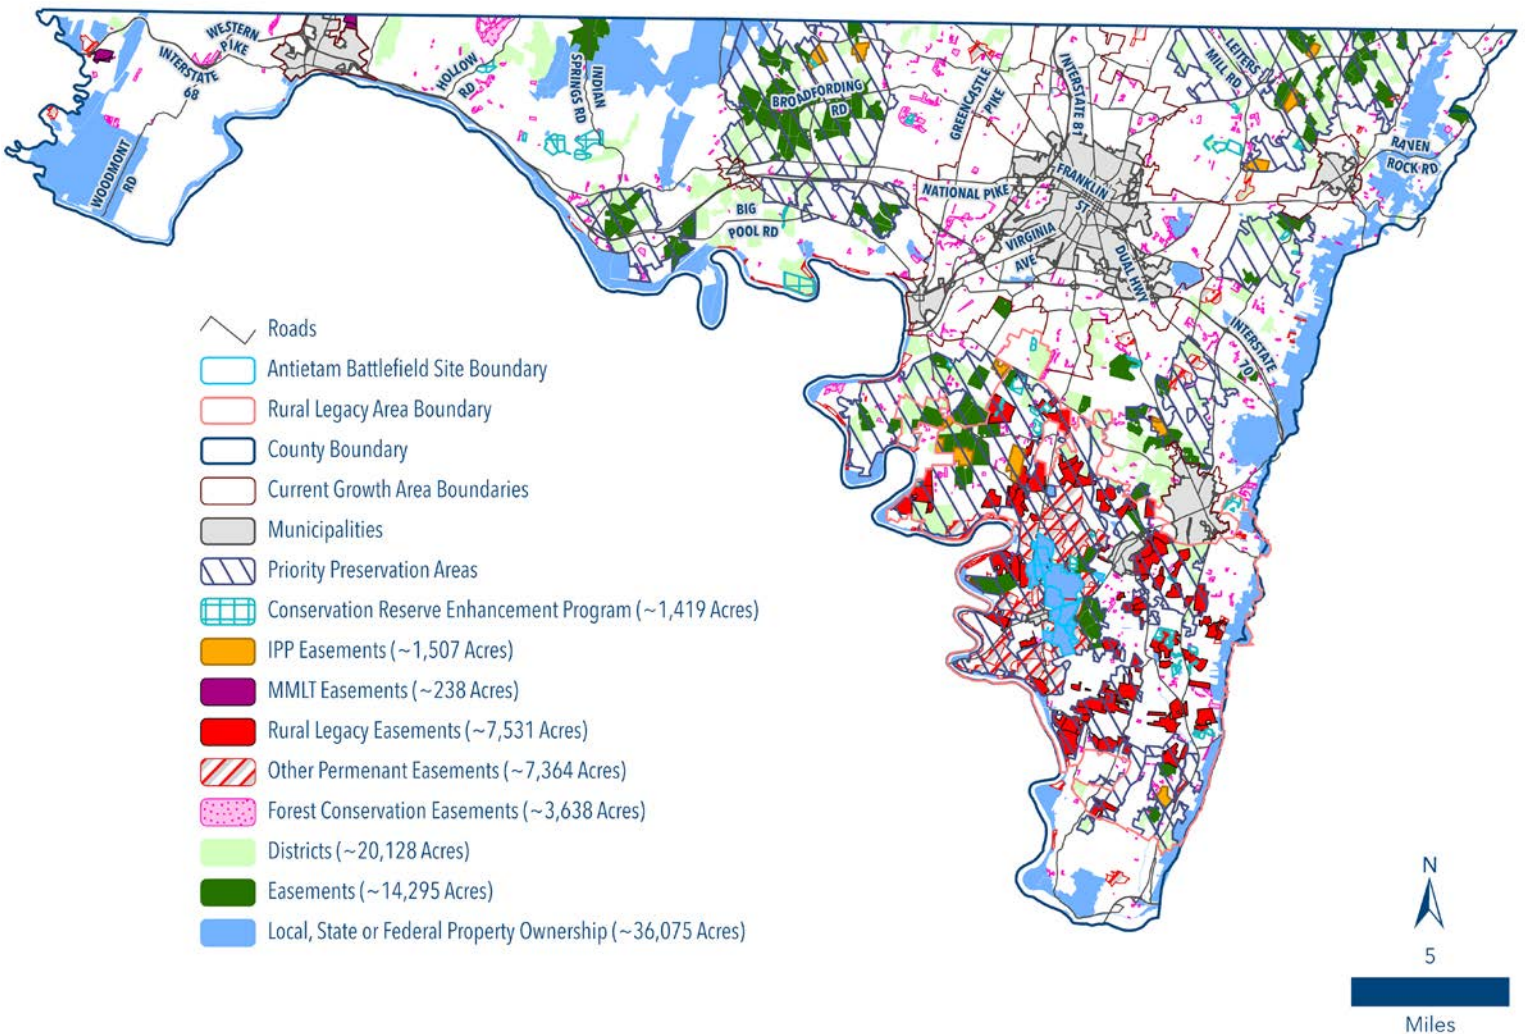 WESTERN
PIKE
INTERSTATE
68
WOODMONT
RD
HOLLOW
RD
INDIAN
SPRINGS RD
BROADFORDING
RD
GREENCASTLE
PIKE
INTERSTATE 81
LEITERS
MILL RD
RAVEN
ROCK RD
NATIONAL PIKE
FRANKLIN
ST
BIG
POOL RD
VIRGINIA
AVE
DUAL HWY
INTERSTATE
70
Roads
Antietam Battlefield Site Boundary
Rural Legacy Area Boundary
County Boundary
Current Growth Area Boundaries
Municipalities
Priority Preservation Areas
Conservation Reserve Enhancement Program (~1,419 Acres)
IPP Easements (~1,507 Acres)
MMLT Easements (~238 Acres)
Rural Legacy Easements (~7,531 Acres)
Other Permenant Easements (~7,364 Acres)
Forest Conservation Easements (~3,638 Acres)
Districts (~20,128 Acres)
Easements (~14,295 Acres)
Local, State or Federal Property Ownership (~36,075 Acres)
N
5
Miles